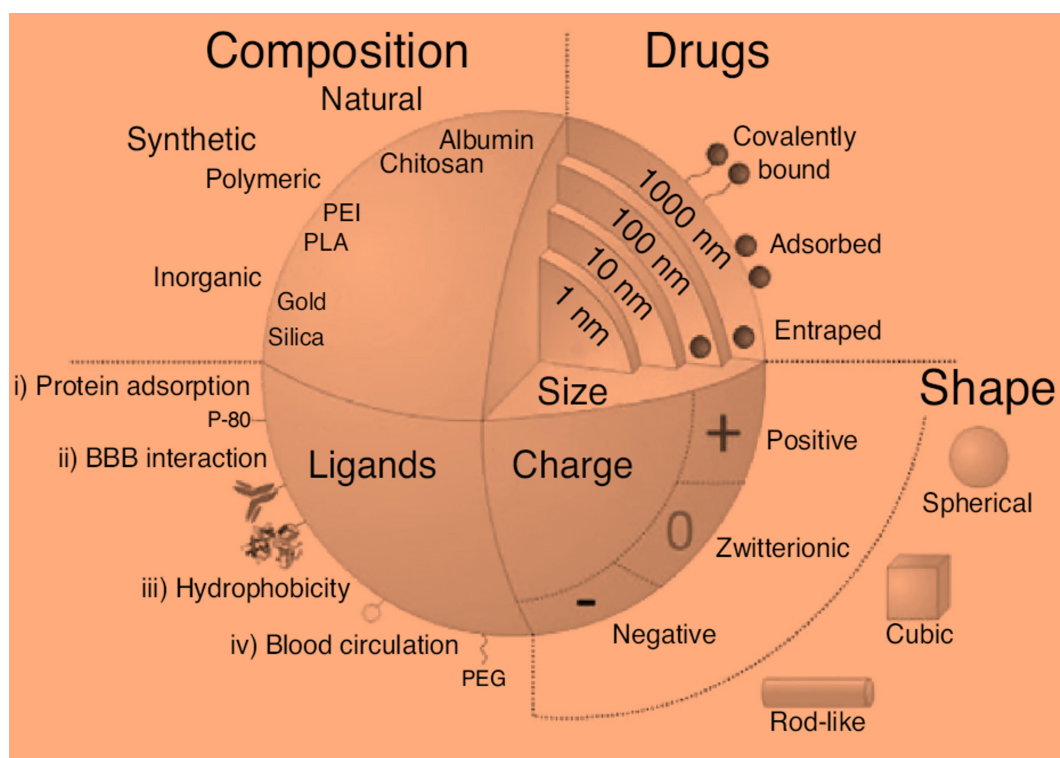 Composition
Natural
Synthetic
Albumin
Chitosan
Polymeric
PEI
PLA
Inorganic
Gold
Silica
Drugs
Covalently
bound
Adsorbed
Entraped
1000 nm
100 nm
10 nm
1 nm
Size
i) Protein adsorption
P-80
ii) BBB interaction
Ligands
iii) Hydrophobicity
iv) Blood circulation
PEG
Charge
+
Positive
0
Zwitterionic
-
Negative
Shape
Spherical
Cubic
Rod-like